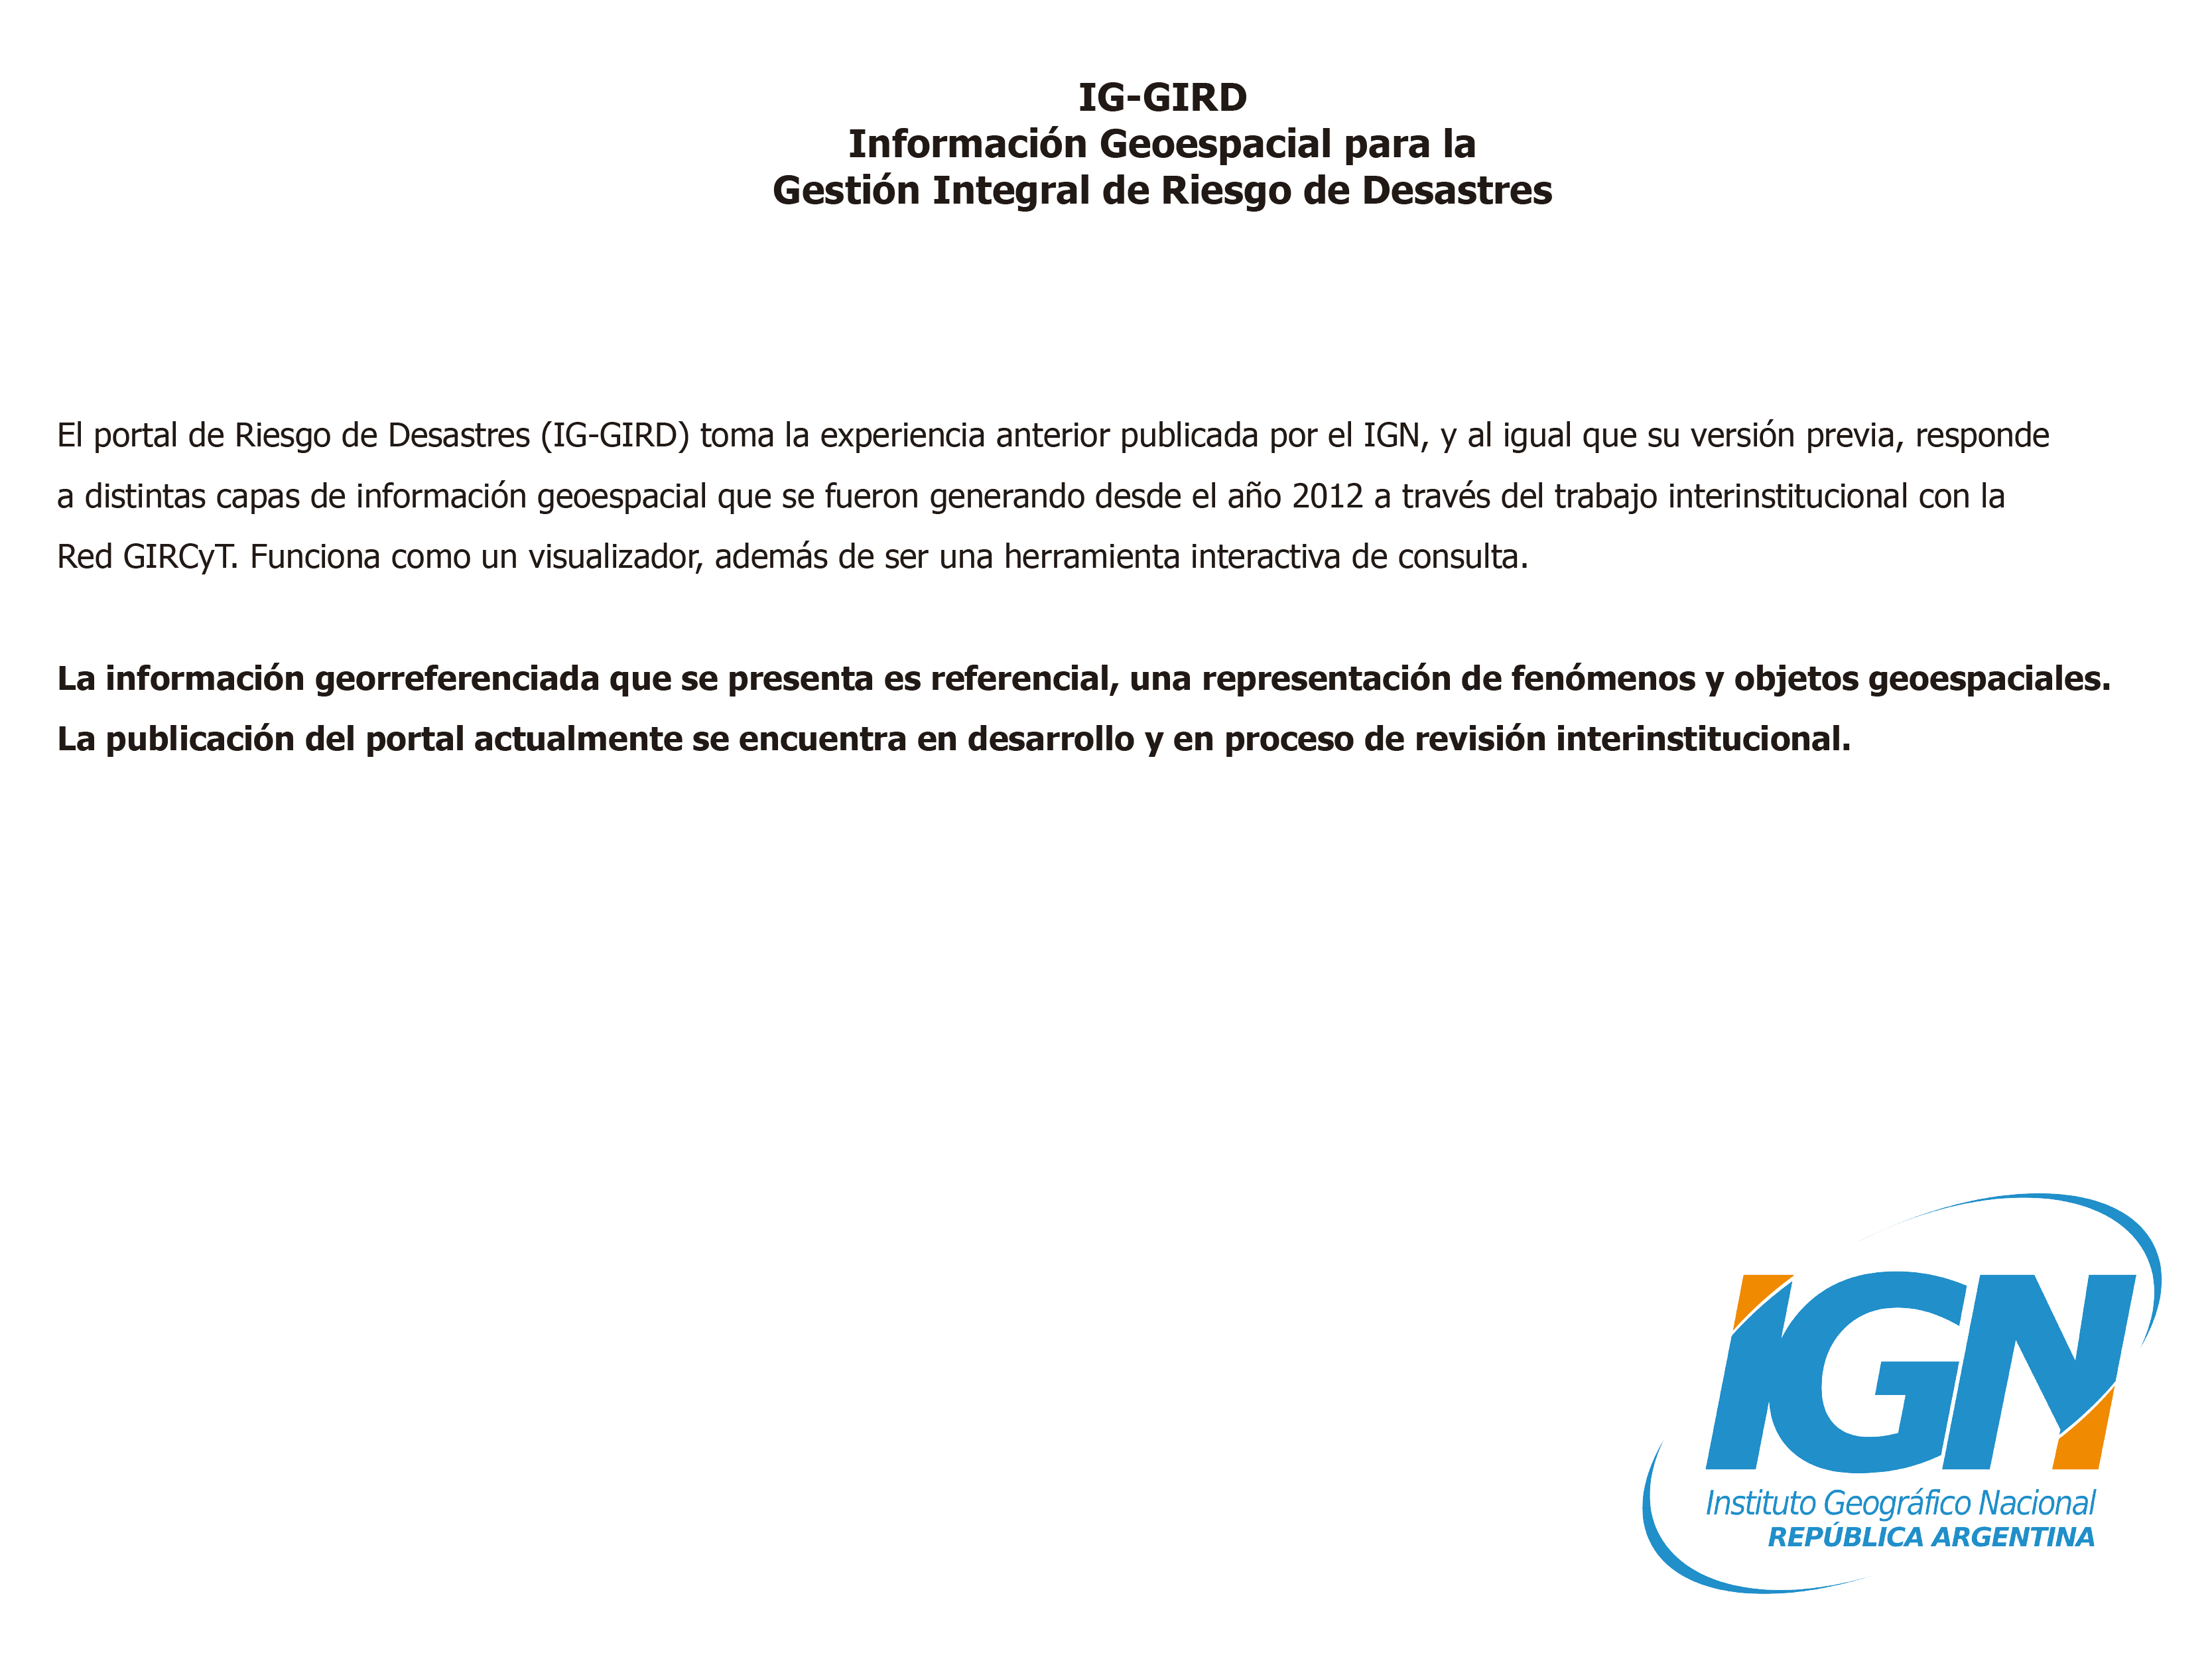 IG-GIRD
Información Geoespacial para la
Gestión Integral de Riesgo de Desastres
El portal de Riesgo de Desastres (IG-GIRD) toma la experiencia anterior publicada por el IGN, y al igual que su versión previa, responde
a distintas capas de información geoespacial que se fueron generando desde el año 2012 a través del trabajo interinstitucional con la
Red GIRCyT. Funciona como un visualizador, además de ser una herramienta interactiva de consulta.
La información georreferenciada que se presenta es referencial, una representación de fenómenos y objetos geoespaciales.
La publicación del portal actualmente se encuentra en desarrollo y en proceso de revisión interinstitucional.
IGN
Instituto Geográfico Nacional
REPÚBLICA ARGENTINA